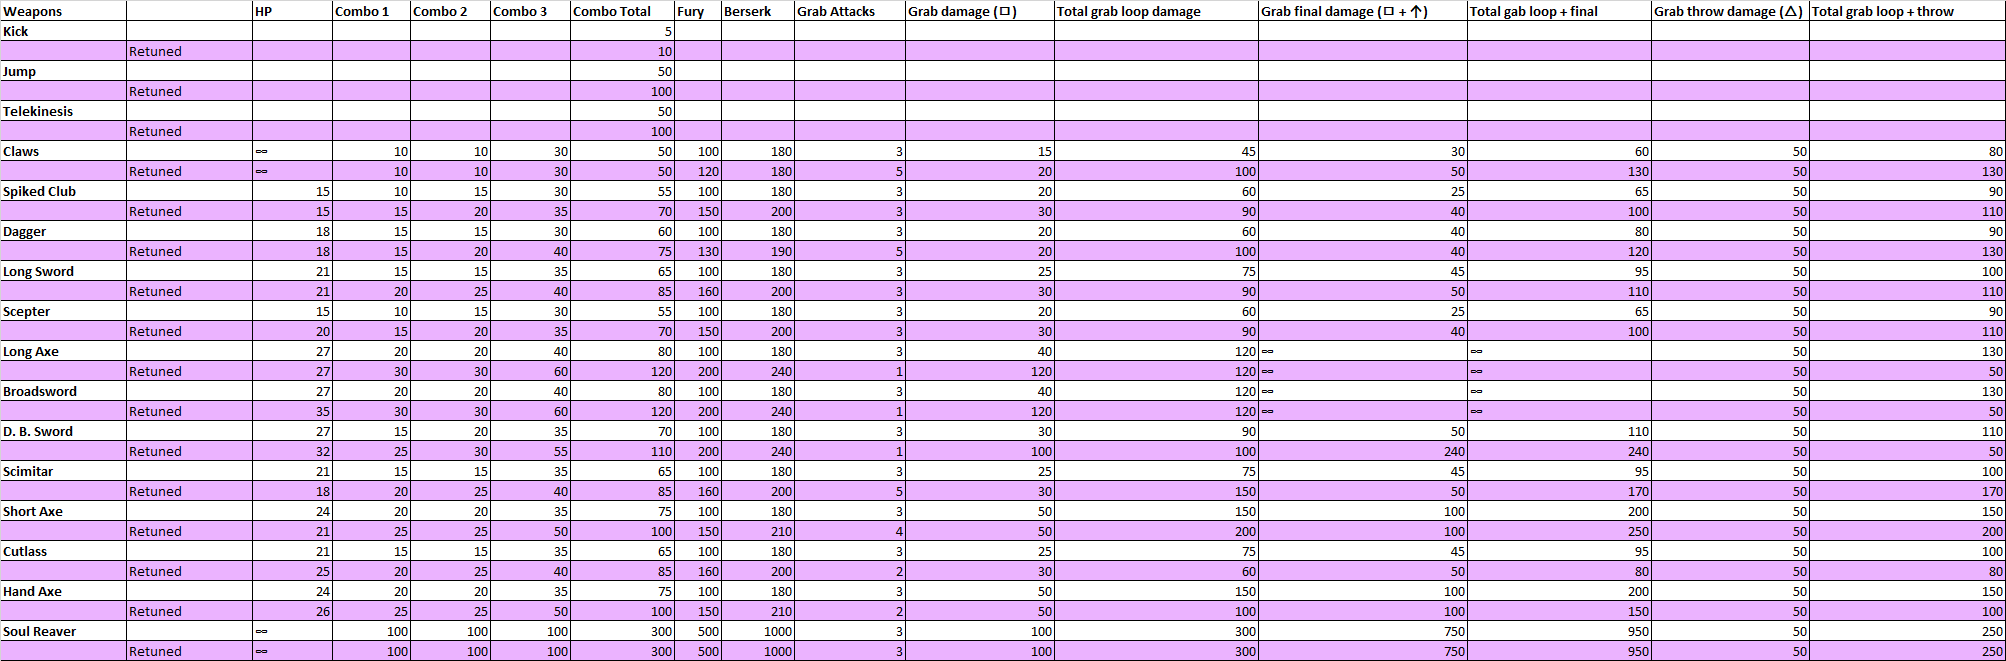 Weapons HP Combo 1 Combo 2 Combo 3 Combo Total Fury Berserk Grab Attacks Grab damage (□) Total grab loop damage Grab final damage (□ + ↑) Total gab loop + final Grab throw damage (△) Total grab loop + throw
Kick 5
Retuned 10
Jump 50
Retuned 100
Telekinesis 50
Retuned 100
Claws ∞ 10 10 30 50 100 180 3 15 45 30 60 50 80
Retuned ∞ 10 10 30 50 120 180 5 20 100 50 130 50 130
Spiked Club 15 10 15 30 55 100 180 3 20 60 25 65 50 90
Retuned 15 15 20 35 70 150 200 3 30 90 40 100 50 110
Dagger 18 15 15 30 60 100 180 3 20 60 40 80 50 90
Retuned 18 15 20 40 75 130 190 5 20 100 40 120 50 130
Long Sword 21 15 15 35 65 100 180 3 25 75 45 95 50 100
Retuned 21 20 25 40 85 160 200 3 30 90 50 110 50 110
Scepter 15 10 15 30 55 100 180 3 20 60 25 65 50 90
Retuned 20 15 20 35 70 150 200 3 30 90 40 100 50 110
Long Axe 27 20 20 40 80 100 180 3 40 120 ∞ ∞ 50 130
Retuned 27 30 30 60 120 200 240 1 120 120 ∞ ∞ 50 50
Broadsword 27 20 20 40 80 100 180 3 40 120 ∞ ∞ 50 130
Retuned 35 30 30 60 120 200 240 1 120 120 ∞ ∞ 50 50
D. B. Sword 27 15 20 35 70 100 180 3 30 90 50 110 50 110
Retuned 32 25 30 55 110 200 240 1 100 100 240 240 50 50
Scimitar 21 15 15 35 65 100 180 3 25 75 45 95 50 100
Retuned 18 20 25 40 85 160 200 5 30 150 50 170 50 170
Short Axe 24 20 20 35 75 100 180 3 50 150 100 200 50 150
Retuned 21 25 25 50 100 150 210 4 50 200 100 250 50 200
Cutlass 21 15 15 35 65 100 180 3 25 75 45 95 50 100
Retuned 25 20 25 40 85 160 200 2 30 60 50 80 50 80
Hand Axe 24 20 20 35 75 100 180 3 50 150 100 200 50 150
Retuned 26 25 25 50 100 150 210 2 50 100 100 150 50 100
Soul Reaver ∞ 100 100 100 300 500 1000 3 100 300 750 950 50 250
Retuned ∞ 100 100 100 300 500 1000 3 100 300 750 950 50 250